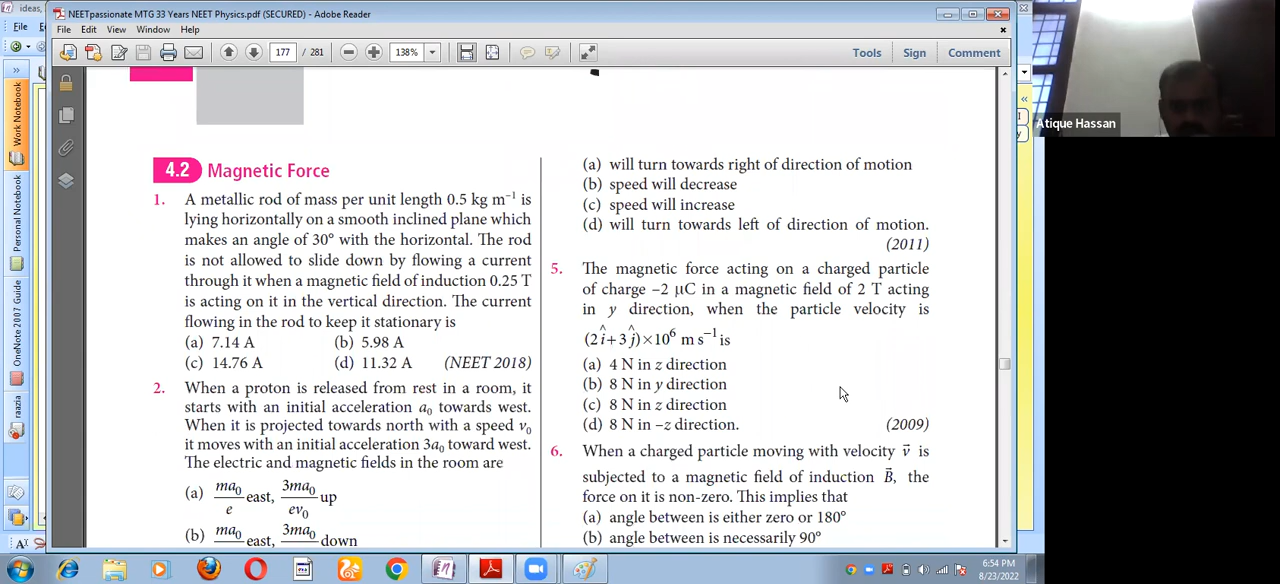 ideas,
NEETpassionate MTG 33 Years NEET Physics.pdf (SECURED) - Adobe Reader
File
File Edit View Window Help
177 / 281
138%
Tools Sign Comment
Atique Hassan
Work Notebook
Personal Notebook
OneNote 2007 Guide
raazia
4.2 Magnetic Force
1. A metallic rod of mass per unit length 0.5 kg m⁻¹ is
lying horizontally on a smooth inclined plane which
makes an angle of 30° with the horizontal. The rod
is not allowed to slide down by flowing a current
through it when a magnetic field of induction 0.25 T
is acting on it in the vertical direction. The current
flowing in the rod to keep it stationary is
(a) 7.14 A (b) 5.98 A
(c) 14.76 A (d) 11.32 A (NEET 2018)
2. When a proton is released from rest in a room, it
starts with an initial acceleration a₀ towards west.
When it is projected towards north with a speed v₀
it moves with an initial acceleration 3a₀ toward west.
The electric and magnetic fields in the room are
(a) ma₀/e east, 3ma₀/ev₀ up
(b) ma₀ east, 3ma₀ down
(a) will turn towards right of direction of motion
(b) speed will decrease
(c) speed will increase
(d) will turn towards left of direction of motion.
(2011)
5. The magnetic force acting on a charged particle
of charge –2 μC in a magnetic field of 2 T acting
in y direction, when the particle velocity is
(2î+3ĵ)×10⁶ m s⁻¹ is
(a) 4 N in z direction
(b) 8 N in y direction
(c) 8 N in z direction
(d) 8 N in –z direction. (2009)
6. When a charged particle moving with velocity v⃗ is
subjected to a magnetic field of induction B⃗, the
force on it is non-zero. This implies that
(a) angle between is either zero or 180°
(b) angle between is necessarily 90°
6:54 PM
8/23/2022